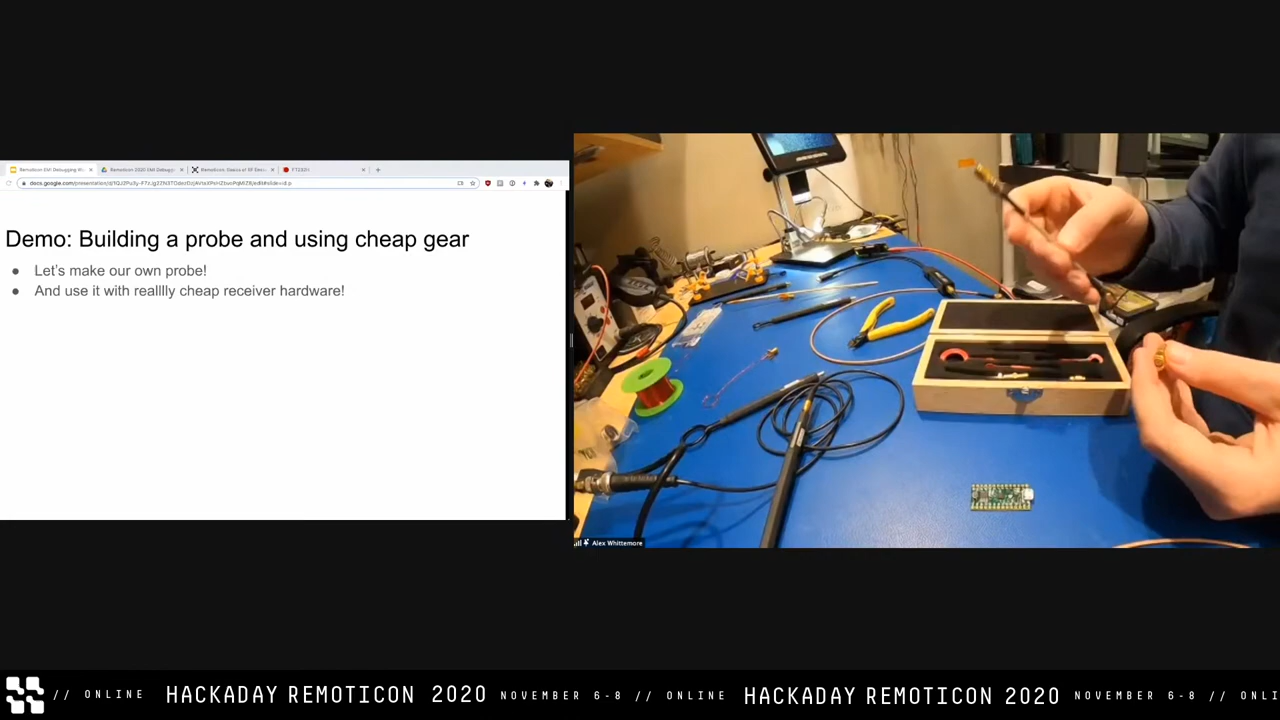 Demo: Building a probe and using cheap gear
● Let's make our own probe!
● And use it with realllly cheap receiver hardware!
Alex Whittemore
// ONLINE HACKADAY REMOTICON 2020 NOVEMBER 6-8 // ONLINE HACKADAY REMOTICON 2020 NOVEMBER 6-8 // ONLI